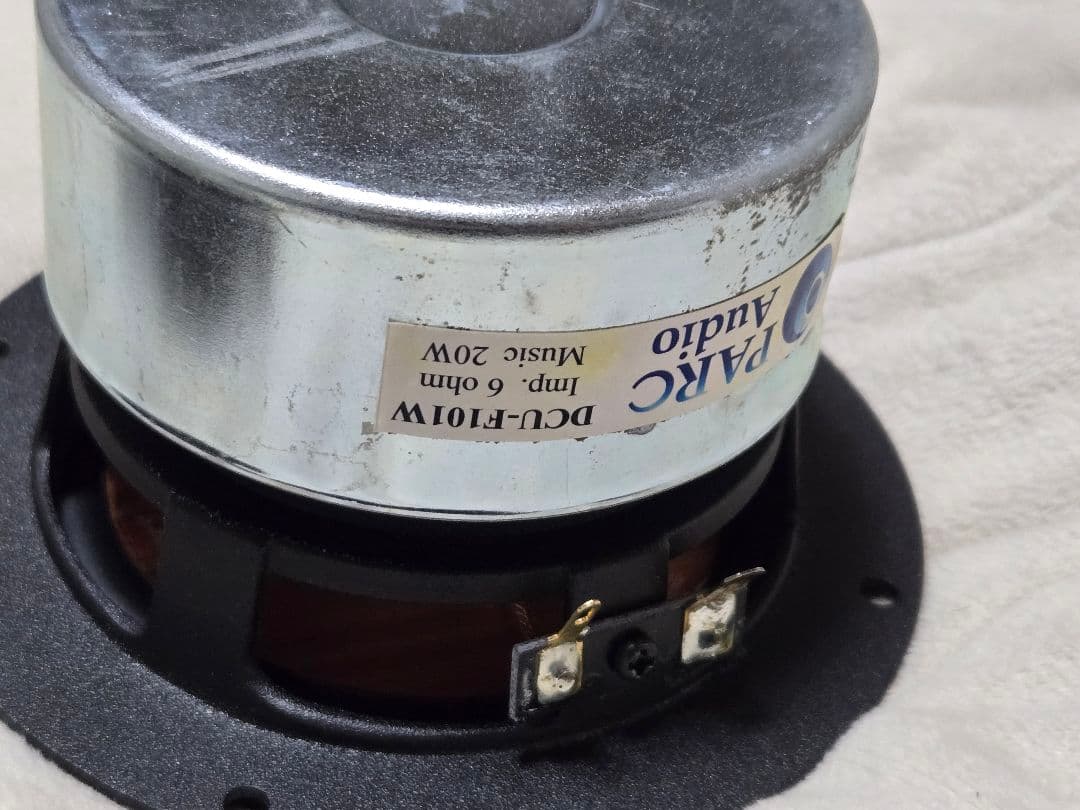 PARC
Audio
DCU-F101W
Imp. 6 ohm
Music 20W